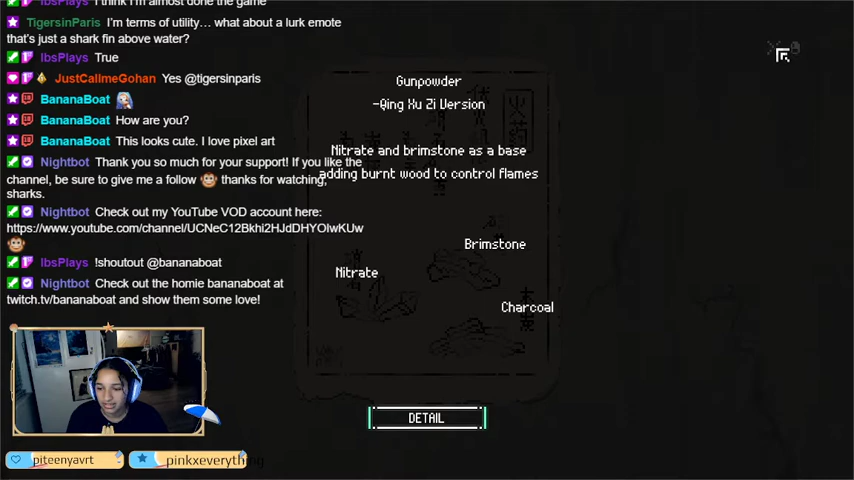 IbsPlays I think I'm almost done the game
TigersinParis I'm terms of utility… what about a lurk emote
that's just a shark fin above water?
IbsPlays True
JustCallmeGohan Yes @tigersinparis
BananaBoat
BananaBoat How are you?
BananaBoat This looks cute. I love pixel art
Nightbot Thank you so much for your support! If you like the
channel, be sure to give me a follow thanks for watching,
sharks.
Nightbot Check out my YouTube VOD account here:
https://www.youtube.com/channel/UCNeC12Bkhi2HJdDHYOlwKUw
IbsPlays !shoutout @bananaboat
Nightbot Check out the homie bananaboat at
twitch.tv/bananaboat and show them some love!
Gunpowder
-Qing Xu Zi Version
Nitrate and brimstone as a base
adding burnt wood to control flames
Brimstone
Nitrate
Charcoal
火药
DETAIL
piteenyavrt
pinkxeverything